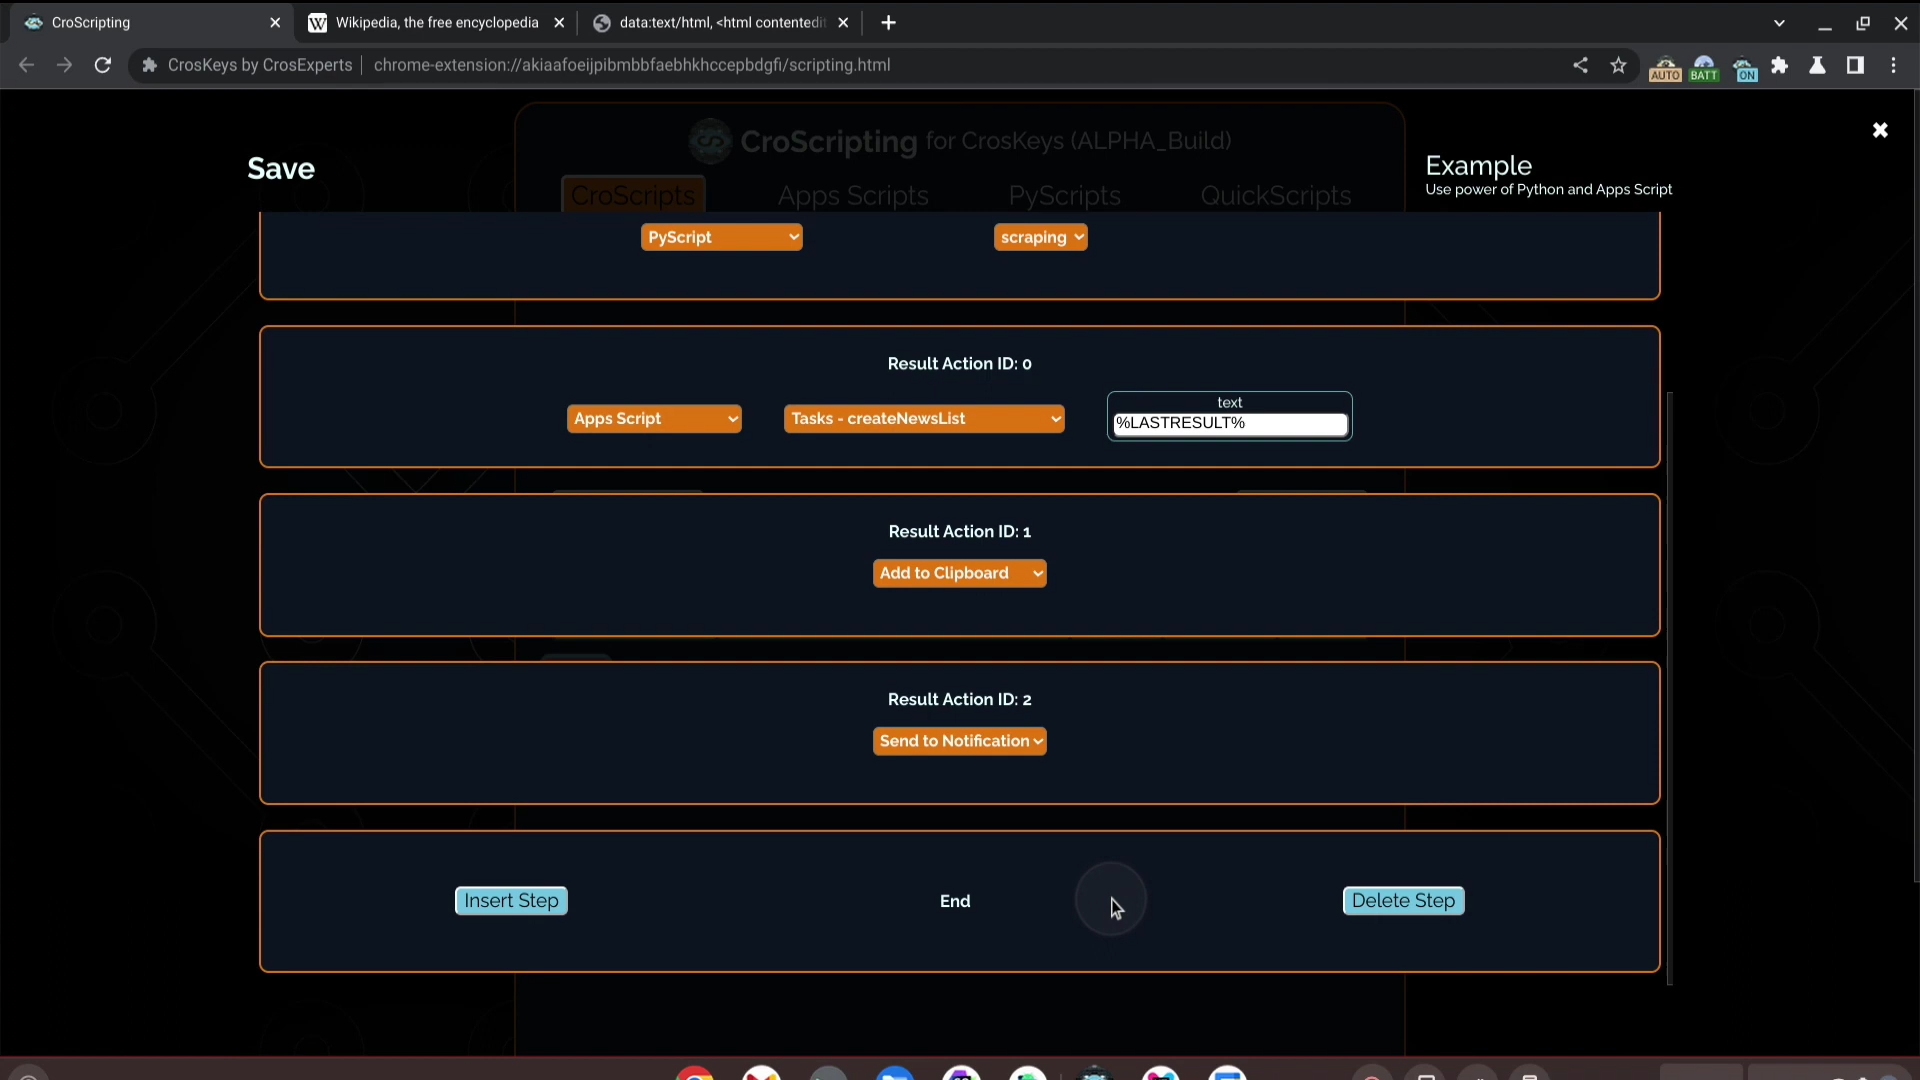 CroScripting
Wikipedia, the free encyclopedia
data:text/html, <html contentedit
CrosKeys by CrosExperts
chrome-extension://akiaafoeijpibmbbfaebhkhccepbdgfi/scripting.html
AUTO
BATT
ON
CroScripting for CrosKeys (ALPHA_Build)
Save
Example
Use power of Python and Apps Script
CroScripts
Apps Scripts
PyScripts
QuickScripts
PyScript
scraping
Result Action ID: 0
Apps Script
Tasks - createNewsList
text
%LASTRESULT%
Result Action ID: 1
Add to Clipboard
Result Action ID: 2
Send to Notification
Insert Step
End
Delete Step